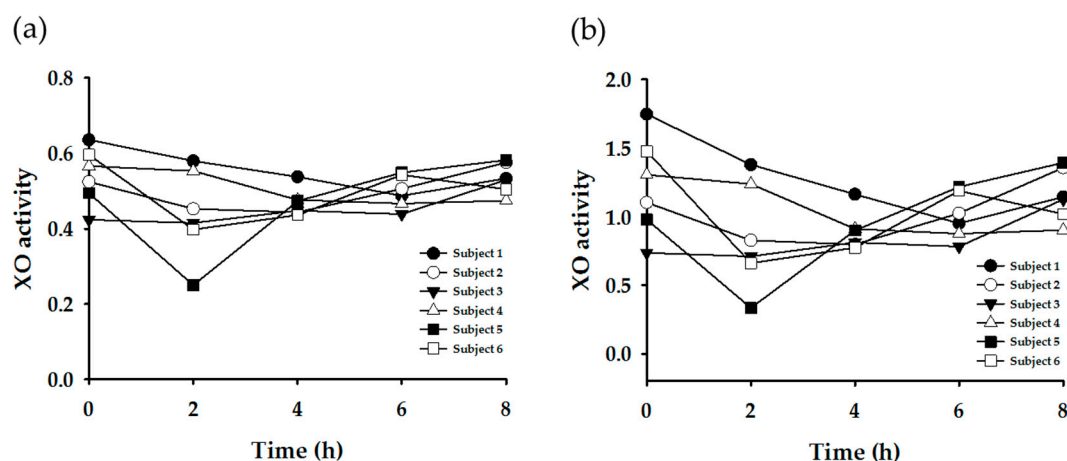 (a)
XO activity
0.8
0.6
0.4
0.2
0.0
0 2 4 6 8
Time (h)
Subject 1
Subject 2
Subject 3
Subject 4
Subject 5
Subject 6
(b)
XO activity
2.0
1.5
1.0
0.5
0.0
0 2 4 6 8
Time (h)
Subject 1
Subject 2
Subject 3
Subject 4
Subject 5
Subject 6